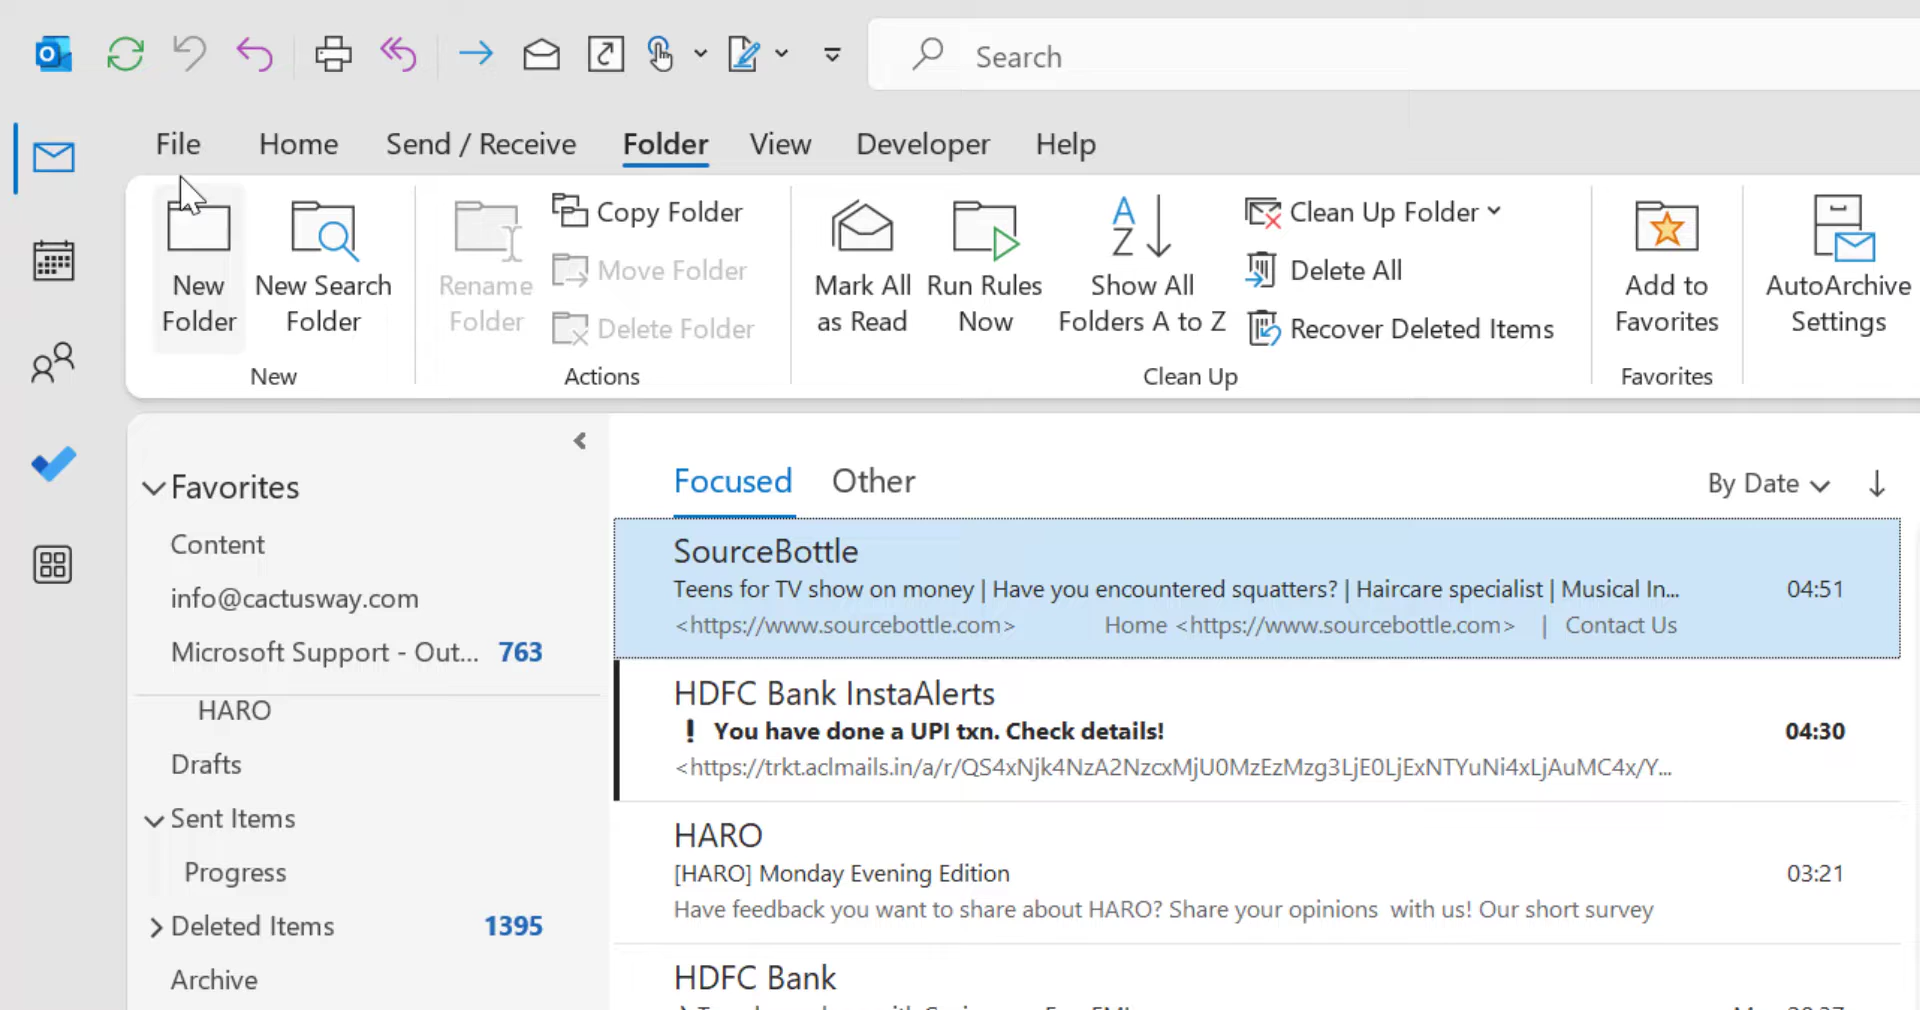 Search
File Home Send / Receive Folder View Developer Help
New Folder
New Search Folder
New
Rename Folder
Copy Folder
Move Folder
Delete Folder
Actions
Mark All as Read
Run Rules Now
Show All Folders A to Z
Clean Up Folder
Delete All
Recover Deleted Items
Clean Up
Add to Favorites
Favorites
AutoArchive Settings
Favorites
Content
info@cactusway.com
Microsoft Support - Out... 763
HARO
Drafts
Sent Items
Progress
Deleted Items 1395
Archive
Focused Other By Date
SourceBottle
Teens for TV show on money | Have you encountered squatters? | Haircare specialist | Musical In... 04:51
<https://www.sourcebottle.com> Home <https://www.sourcebottle.com> | Contact Us
HDFC Bank InstaAlerts
! You have done a UPI txn. Check details! 04:30
<https://trkt.aclmails.in/a/r/QS4xNjk4NzA2NzcxMjU0MzEzMzg3LjE0LjExNTYuNi4xLjAuMC4x/Y...
HARO
[HARO] Monday Evening Edition 03:21
Have feedback you want to share about HARO? Share your opinions with us! Our short survey
HDFC Bank